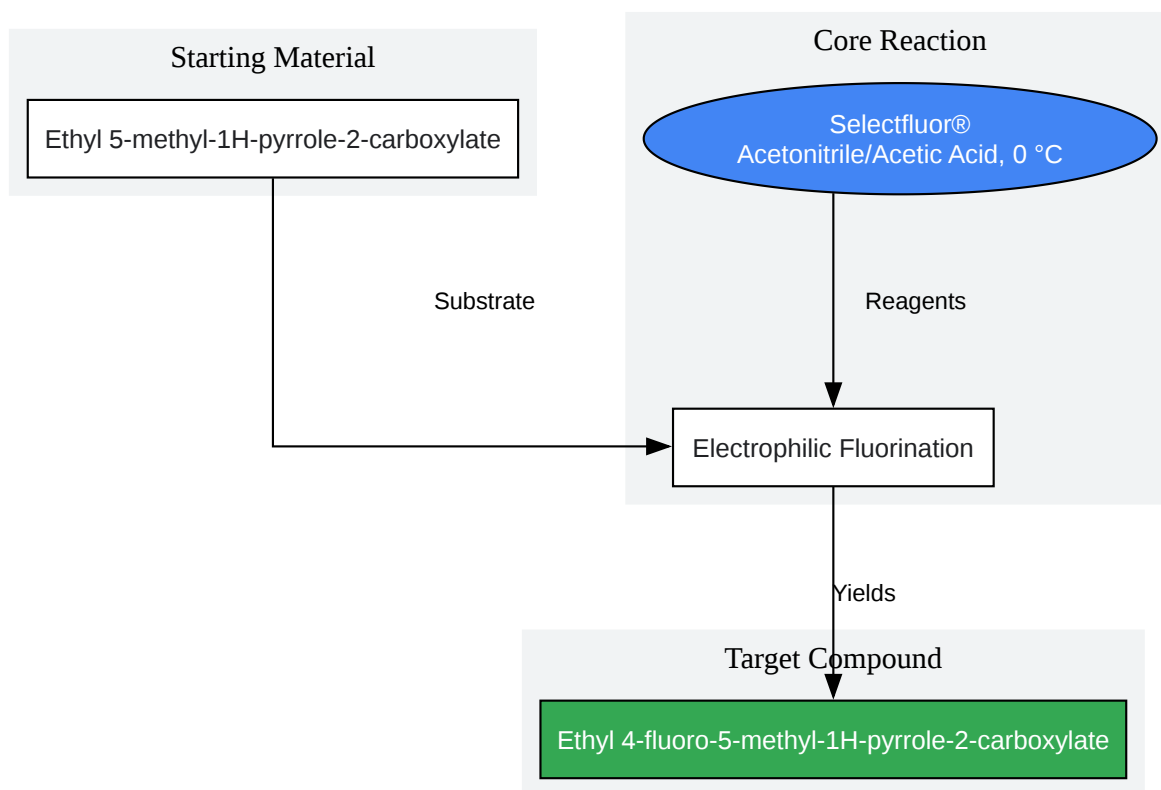 Starting Material
Ethyl 5-methyl-1H-pyrrole-2-carboxylate
Core Reaction
Selectfluor®
Acetonitrile/Acetic Acid, 0 °C
Substrate
Reagents
Electrophilic Fluorination
Yields
Target Compound
Ethyl 4-fluoro-5-methyl-1H-pyrrole-2-carboxylate